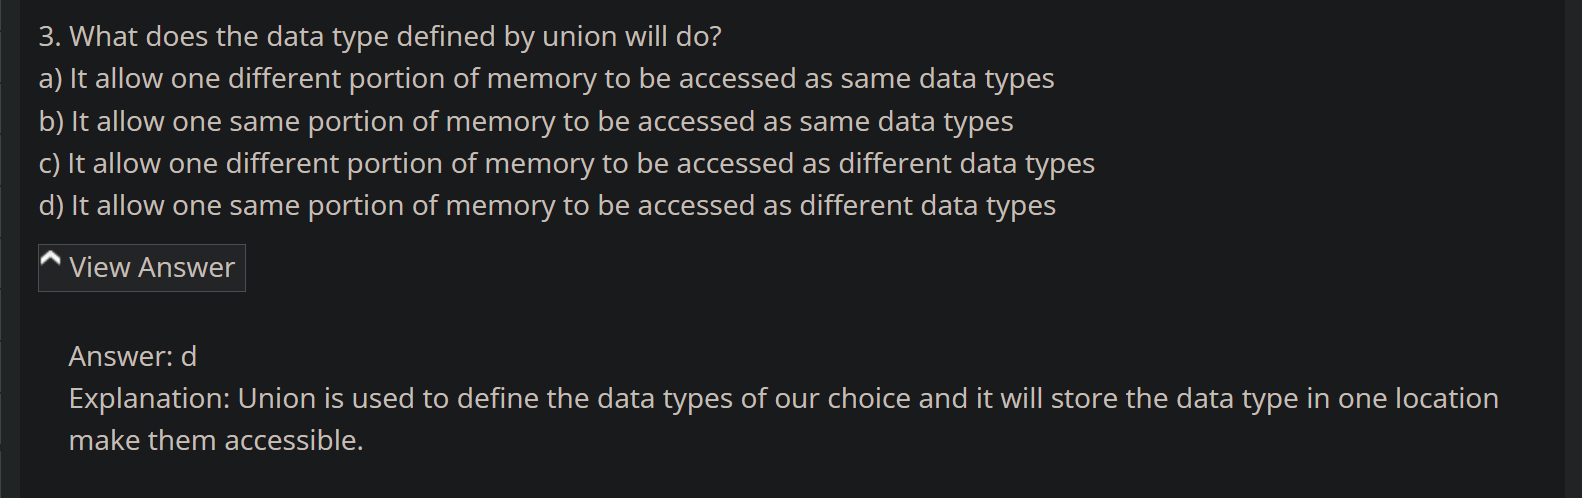 3. What does the data type defined by union will do?
a) It allow one different portion of memory to be accessed as same data types
b) It allow one same portion of memory to be accessed as same data types
c) It allow one different portion of memory to be accessed as different data types
d) It allow one same portion of memory to be accessed as different data types
View Answer
Answer: d
Explanation: Union is used to define the data types of our choice and it will store the data type in one location
make them accessible.